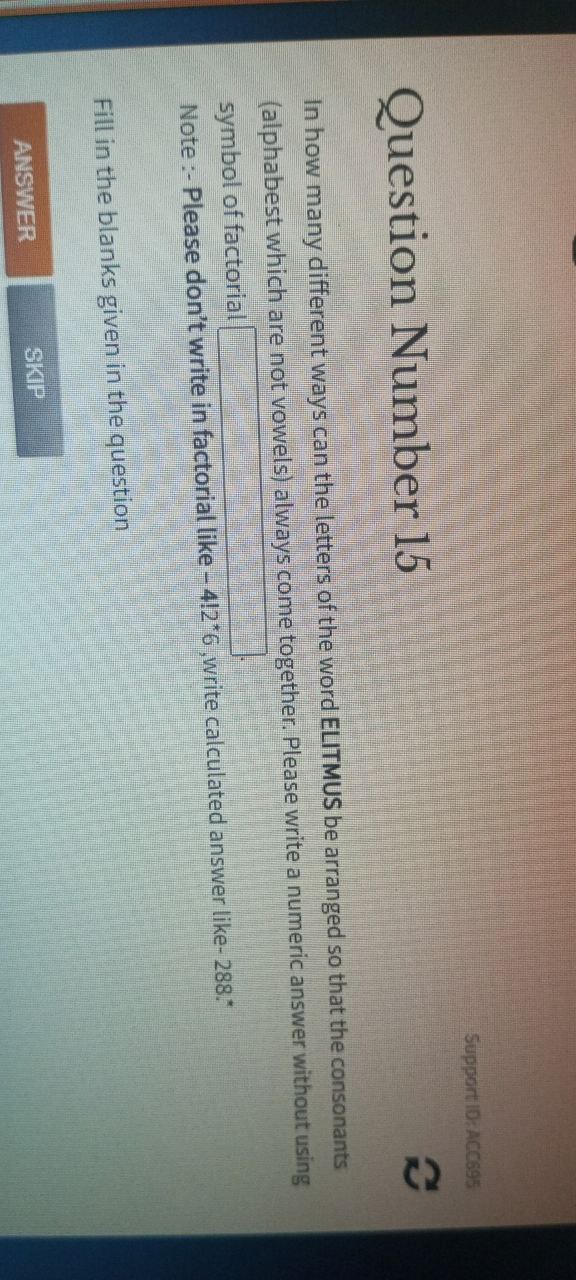 Support ID: ACC695
Question Number 15
In how many different ways can the letters of the word ELITMUS be arranged so that the consonants
(alphabest which are not vowels) always come together. Please write a numeric answer without using
symbol of factorial .
Note :- Please don't write in factorial like – 4!2*6 ,write calculated answer like- 288.*
Fill in the blanks given in the question
ANSWER SKIP